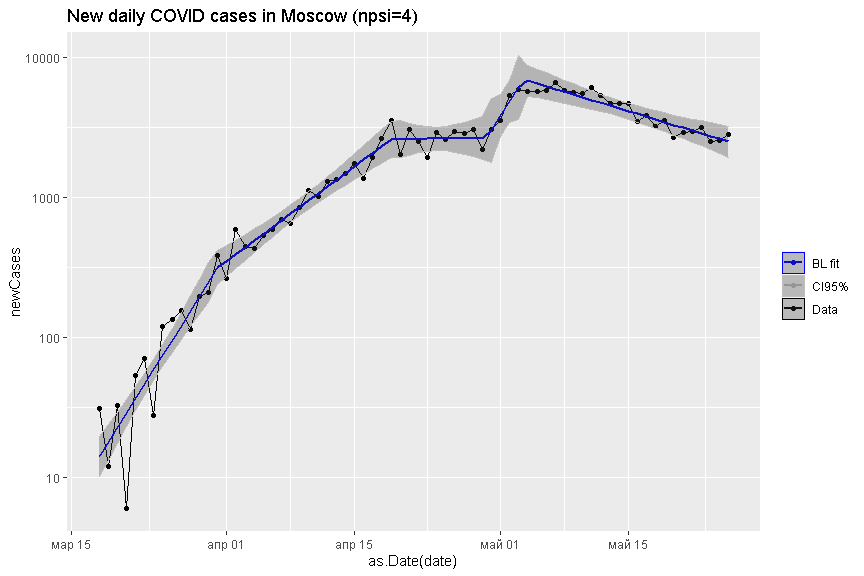 New daily COVID cases in Moscow (npsi=4)
10000
1000
100
10
newCases
мар 15
апр 01
апр 15
май 01
май 15
as.Date(date)
BL fit
CI95%
Data